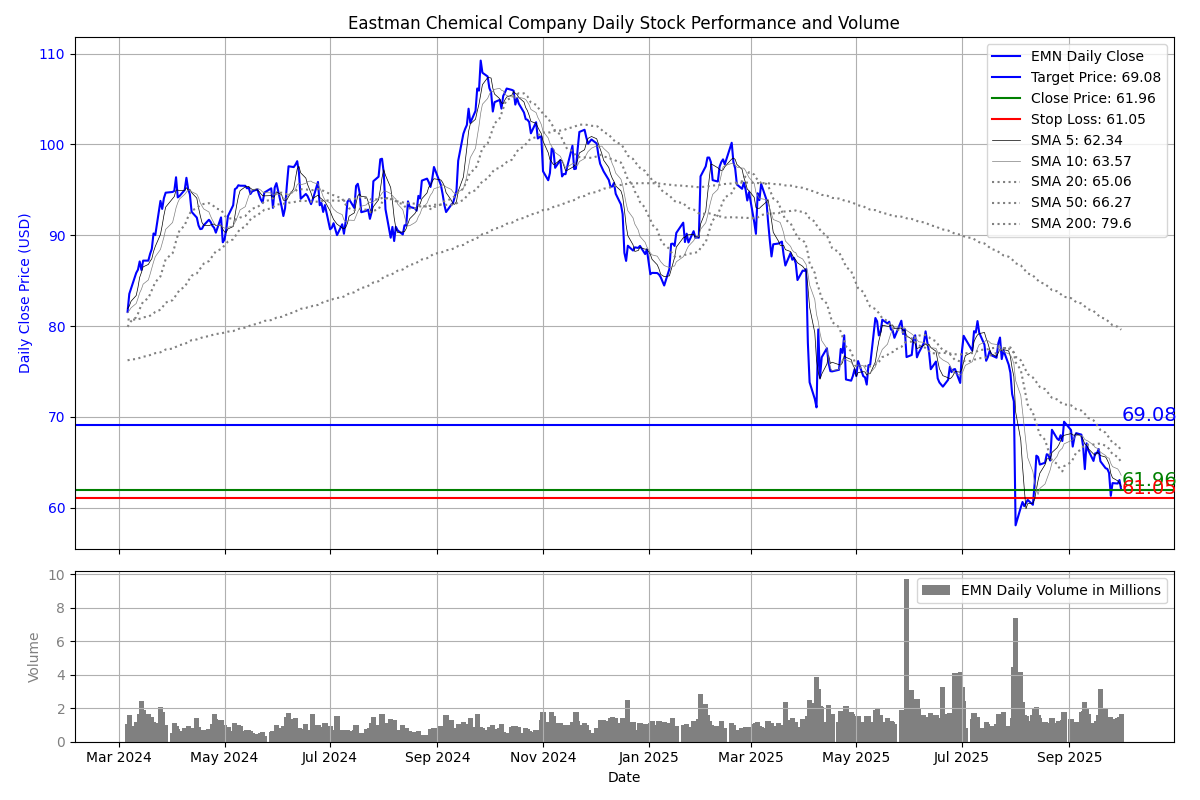 Eastman Chemical Company Daily Stock Performance and Volume
Daily Close Price (USD)
110
100
90
80
70
60
EMN Daily Close
Target Price: 69.08
Close Price: 61.96
Stop Loss: 61.05
SMA 5: 62.34
SMA 10: 63.57
SMA 20: 65.06
SMA 50: 66.27
SMA 200: 79.6
69.08
61.96
61.05
Volume
10
8
6
4
2
0
EMN Daily Volume in Millions
Mar 2024 May 2024 Jul 2024 Sep 2024 Nov 2024 Jan 2025 Mar 2025 May 2025 Jul 2025 Sep 2025
Date